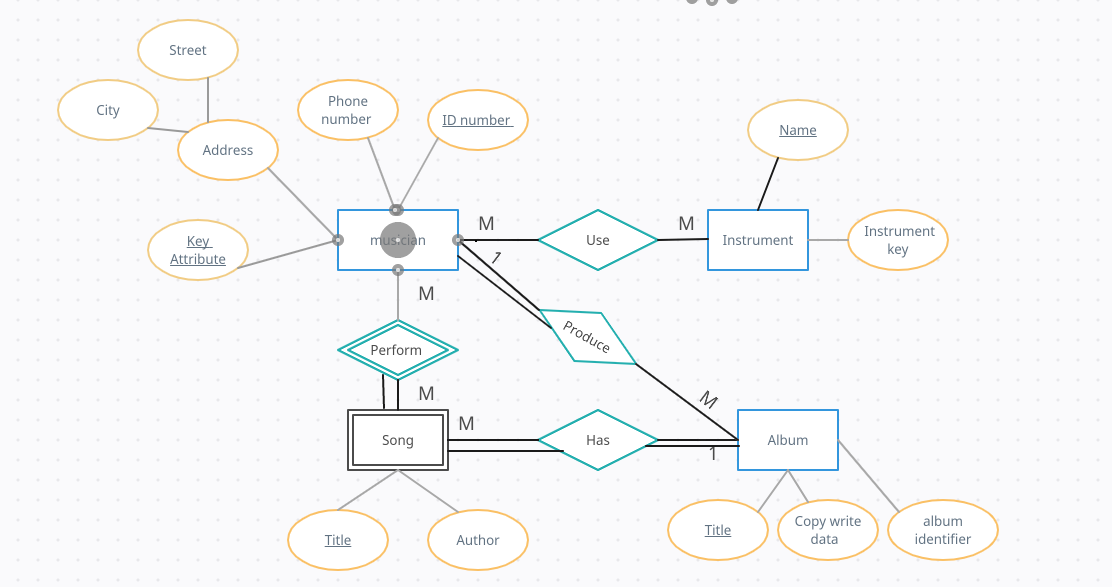 Street
City
Phone
number
ID number
Address
Name
Key
Attribute
musician
M
Use
M
Instrument
Instrument
key
1
M
Produce
Perform
M
M
M
Song
Has
1
Album
Title
Author
Title
Copy write
data
album
identifier